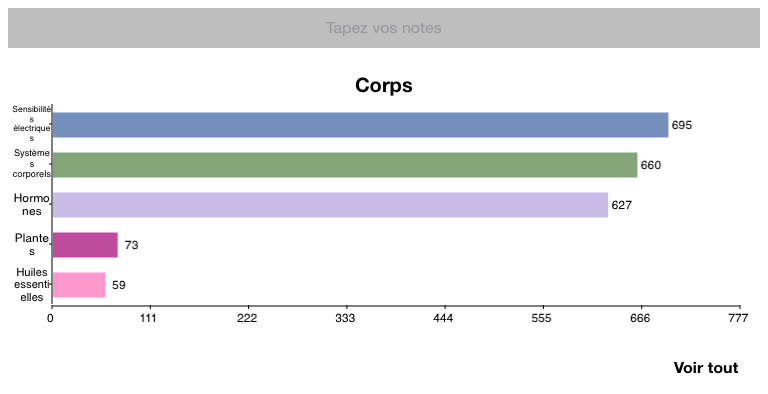 Tapez vos notes
Corps
Sensibilité
s
électrique
s
695
Système
s
corporels
660
Hormo
nes
627
Plante
s
73
Huiles
essenti
elles
59
0 111 222 333 444 555 666 777
Voir tout